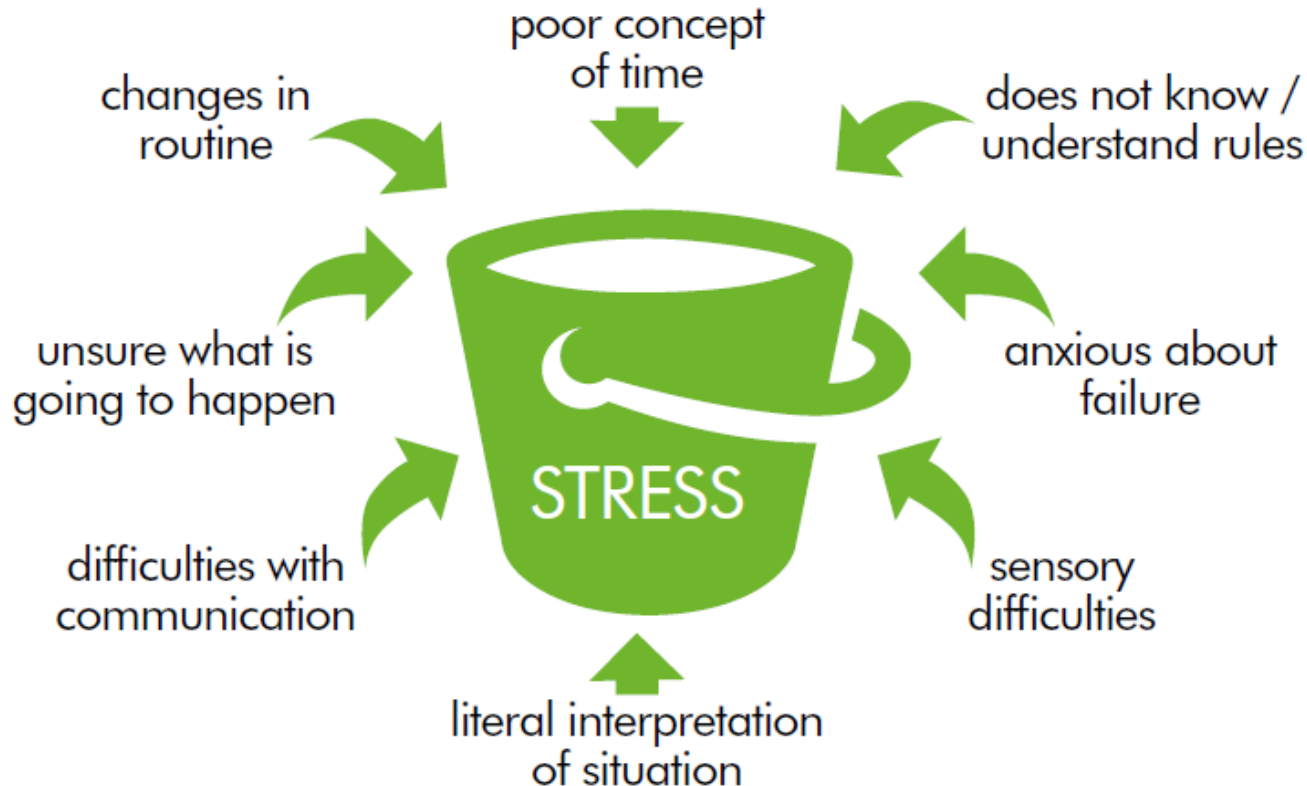 poor concept
of time
changes in
routine
does not know /
understand rules
unsure what is
going to happen
anxious about
failure
STRESS
difficulties with
communication
sensory
difficulties
literal interpretation
of situation